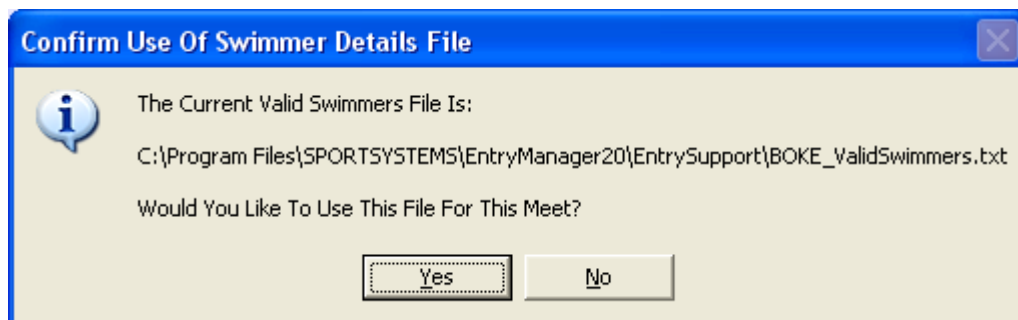 Confirm Use Of Swimmer Details File
The Current Valid Swimmers File Is:
C:\Program Files\SPORTSYSTEMS\EntryManager20\EntrySupport\BOKE_ValidSwimmers.txt
Would You Like To Use This File For This Meet?
Yes No